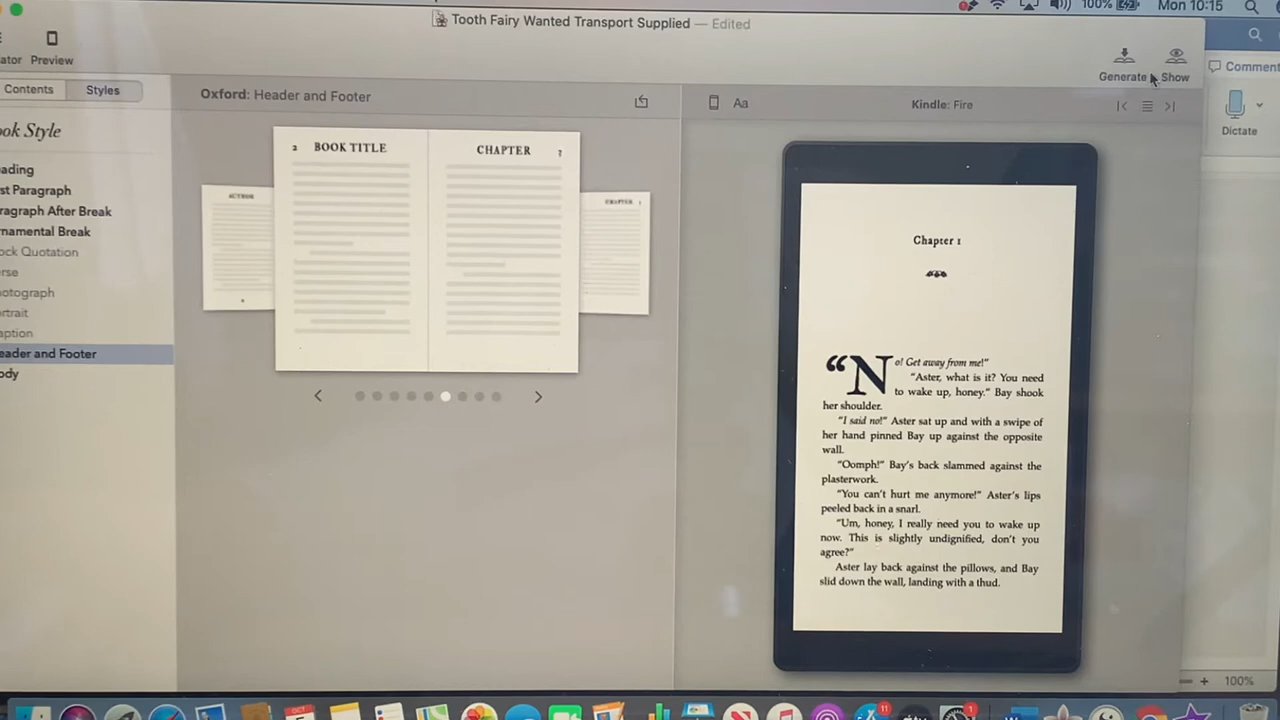 100%
Mon 10:15
Tooth Fairy Wanted Transport Supplied — Edited
Preview
Generate
Show
Comment
Contents
Styles
Oxford: Header and Footer
Aa
Kindle: Fire
Dictate
ok Style
ading
st Paragraph
ragraph After Break
namental Break
ock Quotation
rse
otograph
rtrait
aption
eader and Footer
ody
AUTHOR
2 BOOK TITLE
CHAPTER 3
CHAPTER
Chapter 1
“No! Get away from me!”
“Aster, what is it? You need
to wake up, honey.” Bay shook
her shoulder.
“I said no!” Aster sat up and with a swipe of
her hand pinned Bay up against the opposite
wall.
“Oomph!” Bay’s back slammed against the
plasterwork.
“You can’t hurt me anymore!” Aster’s lips
peeled back in a snarl.
“Um, honey, I really need you to wake up
now. This is slightly undignified, don’t you
agree?”
Aster lay back against the pillows, and Bay
slid down the wall, landing with a thud.
100%
11
1